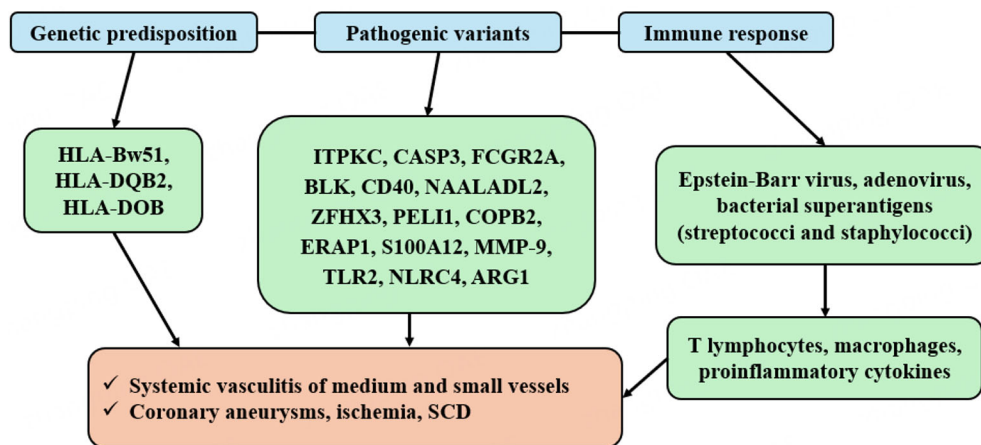 Genetic predisposition
Pathogenic variants
Immune response
HLA-Bw51,
HLA-DQB2,
HLA-DOB
ITPKC, CASP3, FCGR2A,
BLK, CD40, NAALADL2,
ZFHX3, PELI1, COPB2,
ERAP1, S100A12, MMP-9,
TLR2, NLRC4, ARG1
Epstein-Barr virus, adenovirus,
bacterial superantigens
(streptococci and staphylococci)
T lymphocytes, macrophages,
proinflammatory cytokines
✓ Systemic vasculitis of medium and small vessels
✓ Coronary aneurysms, ischemia, SCD